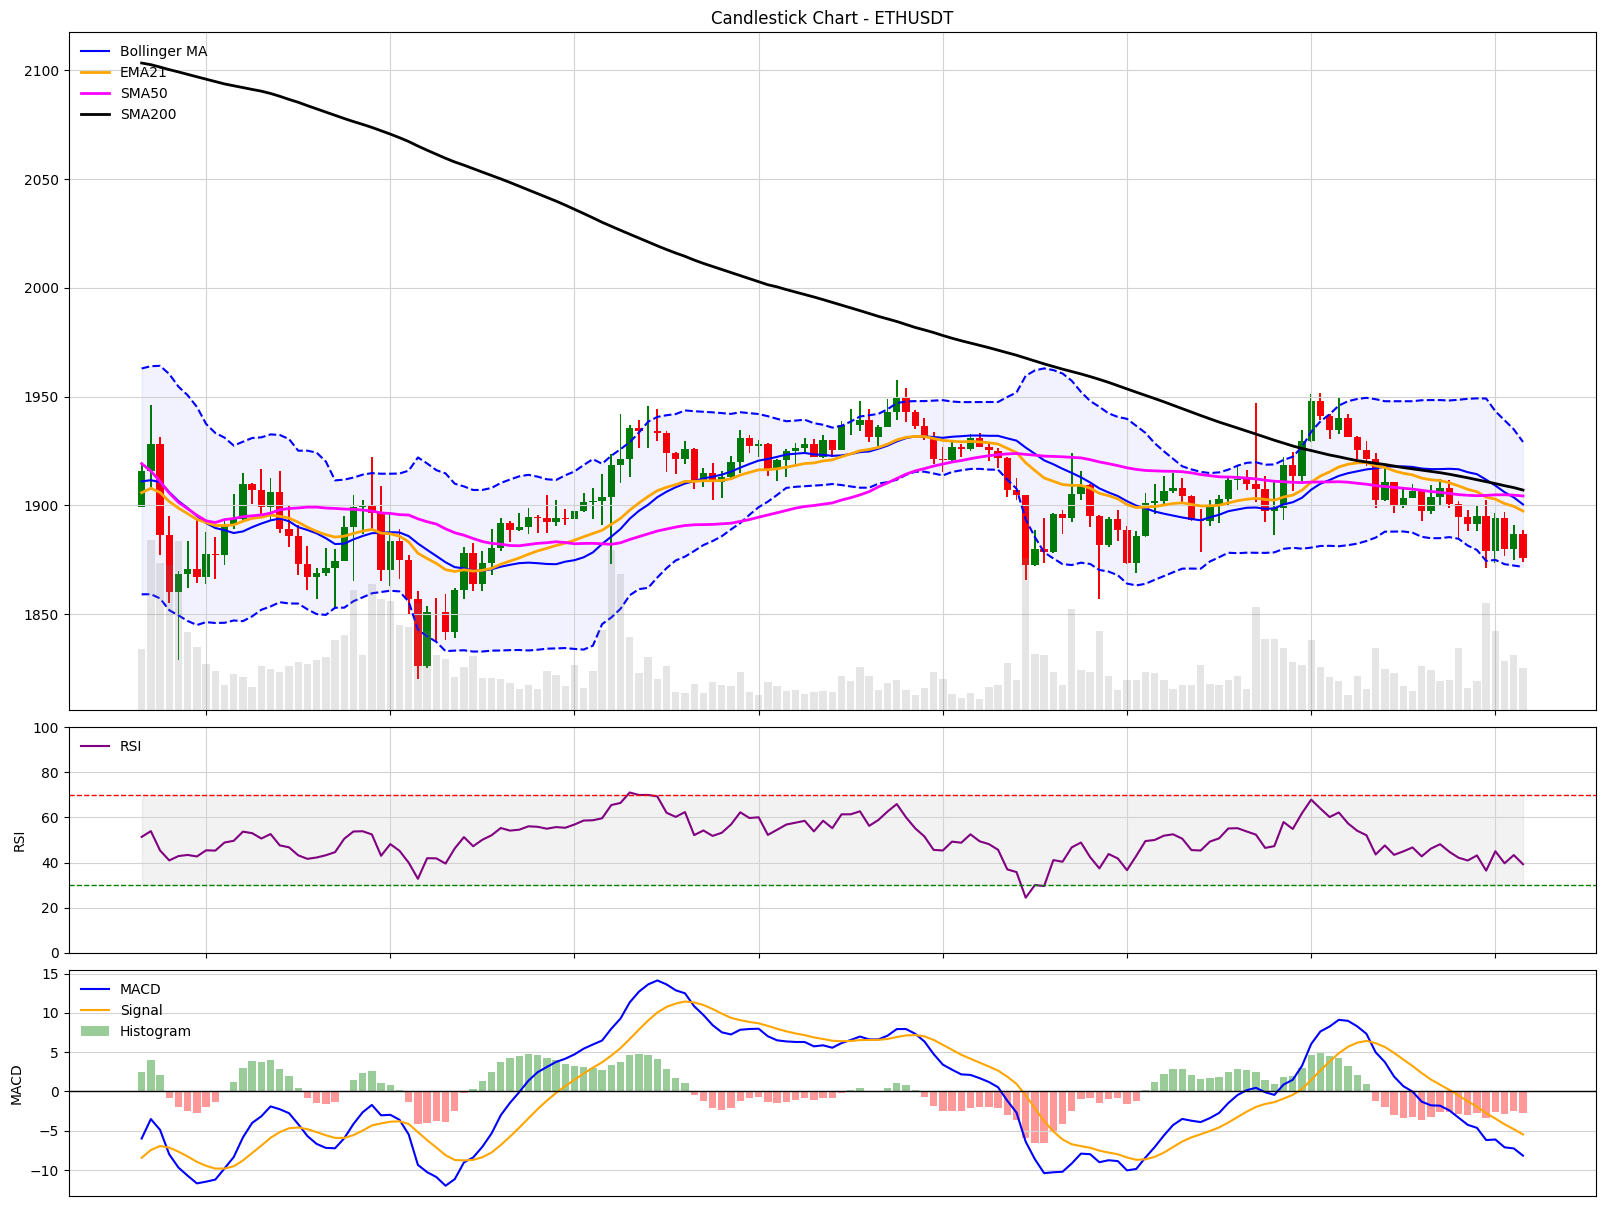 Candlestick Chart - ETHUSDT
Bollinger MA
EMA21
SMA50
SMA200
2100
2050
2000
1950
1900
1850
RSI
100
80
60
40
20
0
RSI
MACD
Signal
Histogram
15
10
5
0
−5
−10
MACD